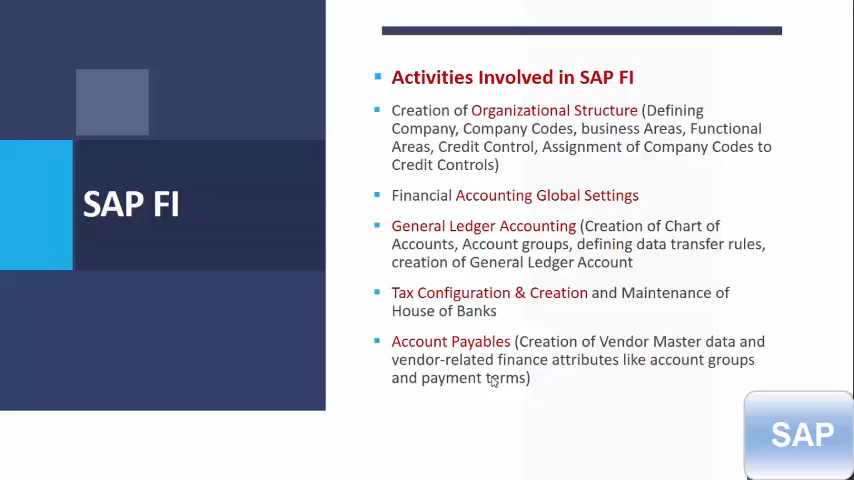 SAP FI
Activities Involved in SAP FI
Creation of Organizational Structure (Defining
Company, Company Codes, business Areas, Functional
Areas, Credit Control, Assignment of Company Codes to
Credit Controls)
Financial Accounting Global Settings
General Ledger Accounting (Creation of Chart of
Accounts, Account groups, defining data transfer rules,
creation of General Ledger Account
Tax Configuration & Creation and Maintenance of
House of Banks
Account Payables (Creation of Vendor Master data and
vendor-related finance attributes like account groups
and payment terms)
SAP